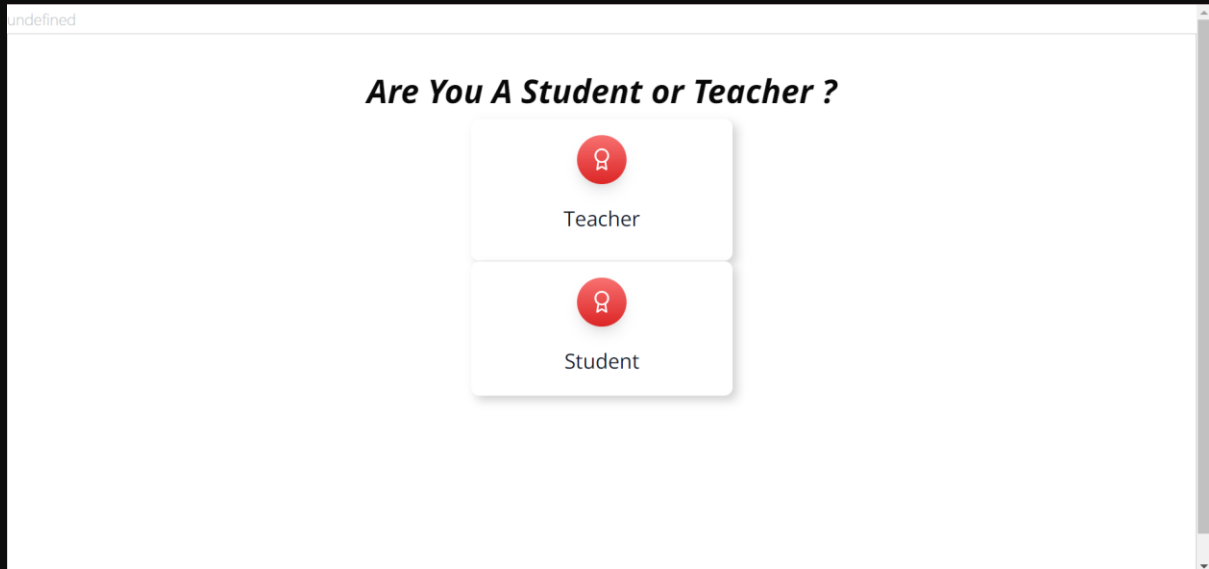 undefined
Are You A Student or Teacher ?
Teacher
Student